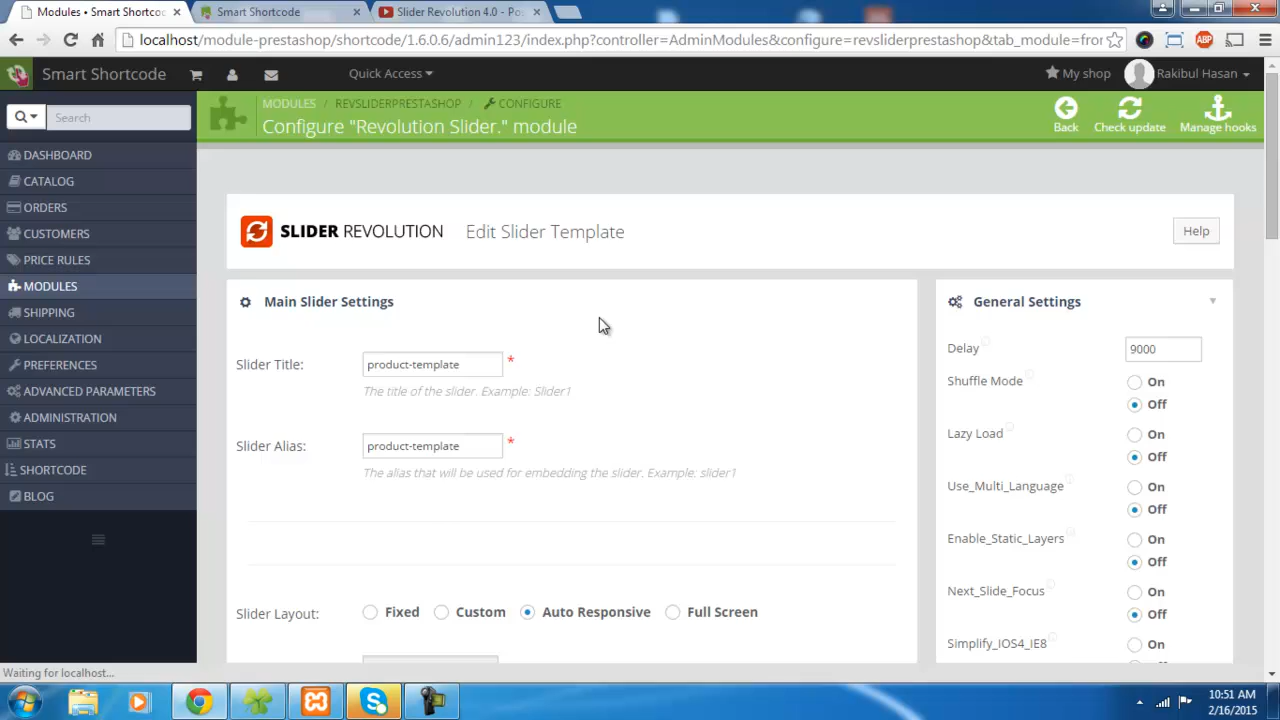 Modules • Smart Shortcod
Smart Shortcode
Slider Revolution 4.0 - Pos
localhost/module-prestashop/shortcode/1.6.0.6/admin123/index.php?controller=AdminModules&configure=revsliderprestashop&tab_module=fron
ABP
Smart Shortcode
Quick Access
My shop
Rakibul Hasan
Search
MODULES / REVSLIDERPRESTASHOP / CONFIGURE
Configure "Revolution Slider." module
Back
Check update
Manage hooks
DASHBOARD
CATALOG
ORDERS
CUSTOMERS
PRICE RULES
MODULES
SHIPPING
LOCALIZATION
PREFERENCES
ADVANCED PARAMETERS
ADMINISTRATION
STATS
SHORTCODE
BLOG
SLIDER REVOLUTION Edit Slider Template
Help
Main Slider Settings
Slider Title: product-template *
The title of the slider. Example: Slider1
Slider Alias: product-template *
The alias that will be used for embedding the slider. Example: slider1
Slider Layout: Fixed Custom Auto Responsive Full Screen
General Settings
Delay 9000
Shuffle Mode On
Off
Lazy Load On
Off
Use_Multi_Language On
Off
Enable_Static_Layers On
Off
Next_Slide_Focus On
Off
Simplify_IOS4_IE8 On
Waiting for localhost...
10:51 AM
2/16/2015